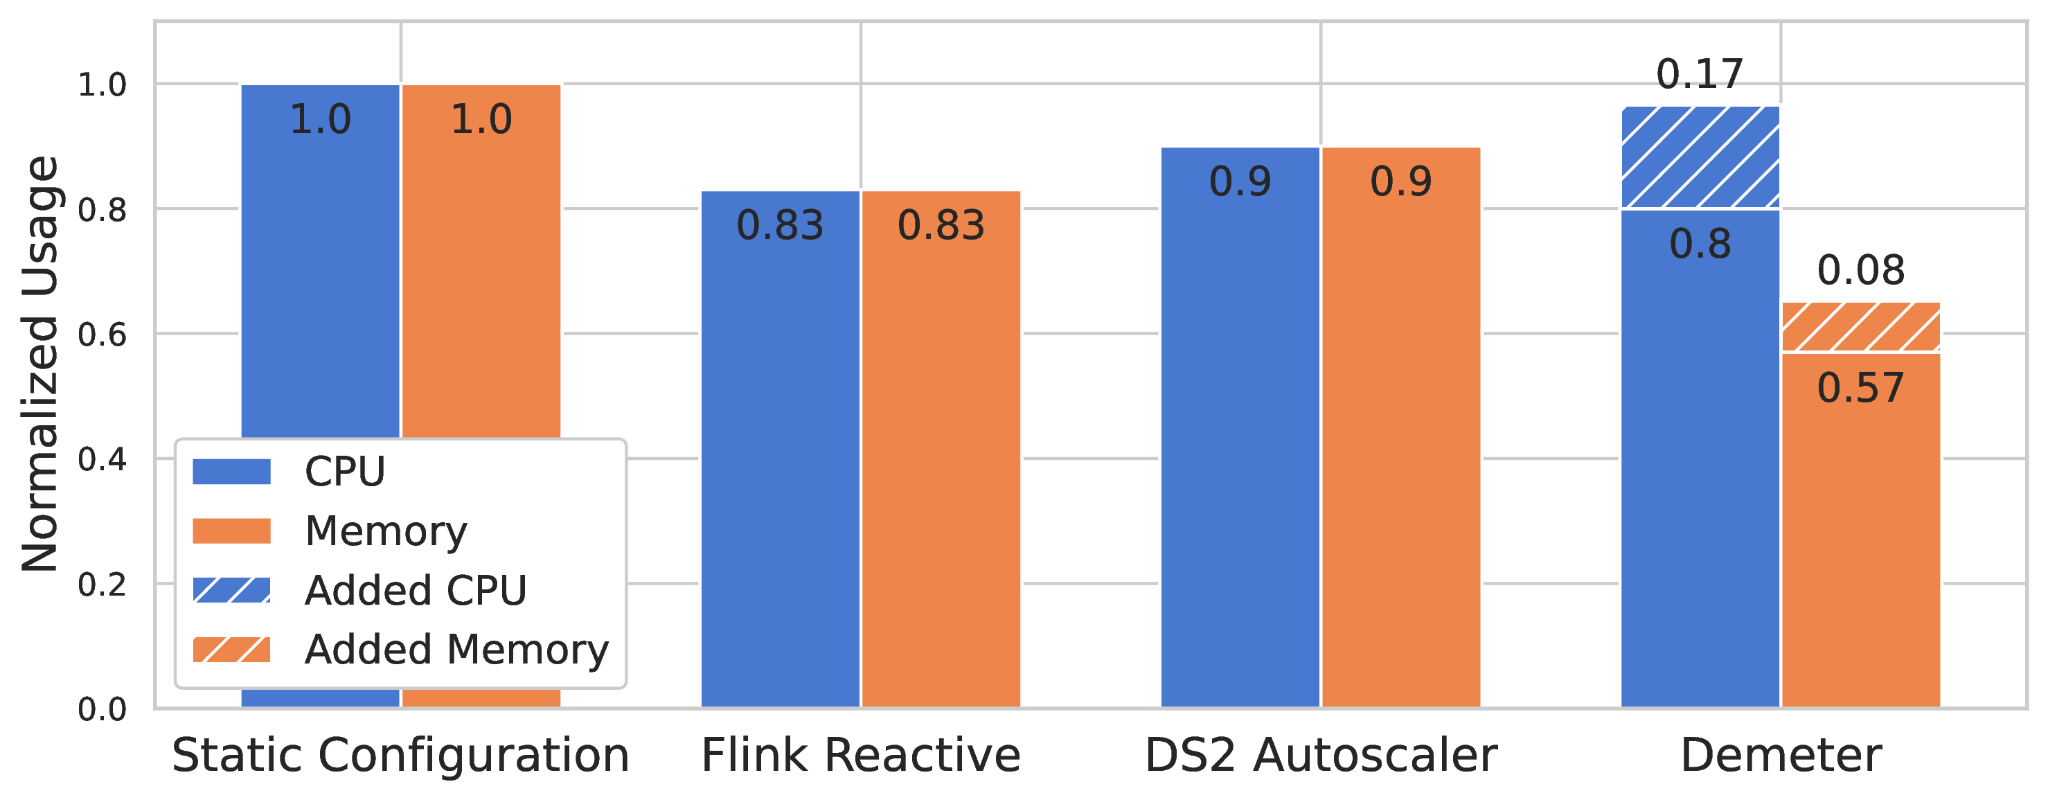 Normalized Usage
1.0
0.8
0.6
0.4
0.2
0.0
1.0
1.0
0.83
0.83
0.9
0.9
0.17
0.8
0.08
0.57
CPU
Memory
Added CPU
Added Memory
Static Configuration
Flink Reactive
DS2 Autoscaler
Demeter